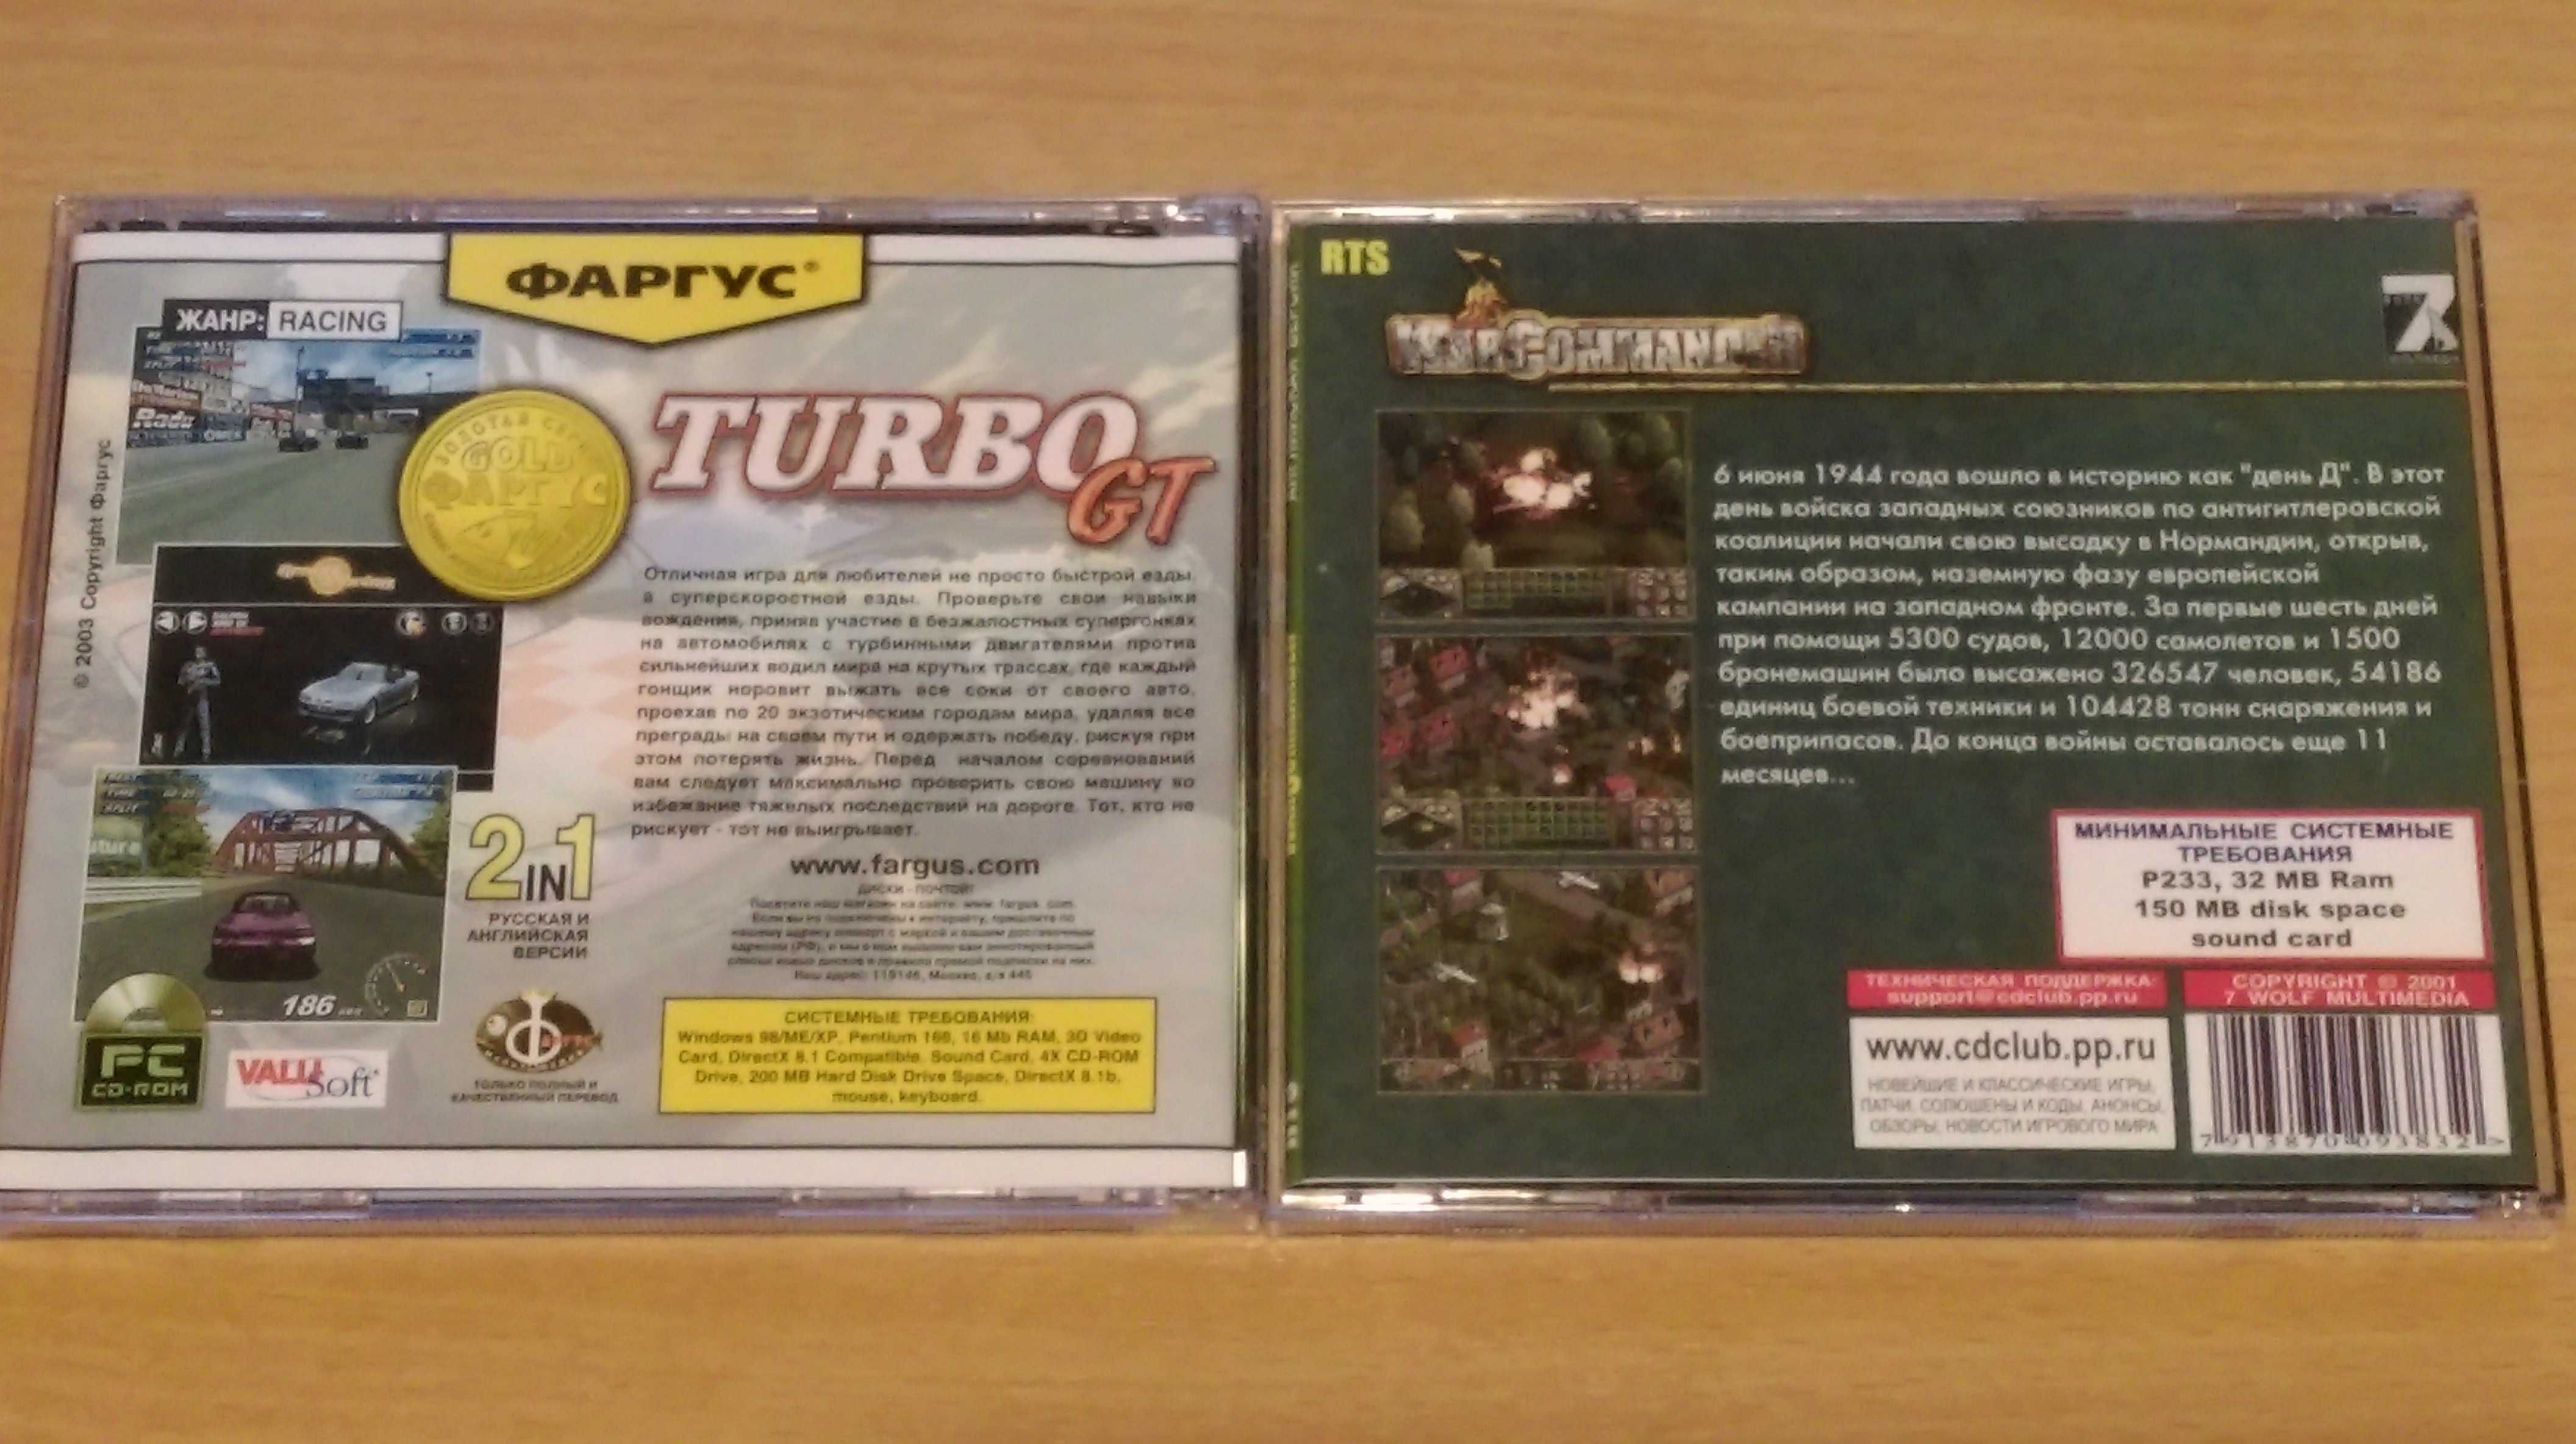 ФАРГУС®
ЖАНР: RACING
GOLD
ФАРГУС
TURBO
GT
© 2003 Copyright Фаргус
Отличная игра для любителей не просто быстрой езды,
а суперскоростной езды. Проверьте свои навыки
вождения, приняв участие в безжалостных супергонках
на автомобилях с турбинными двигателями против
сильнейших водил мира на крутых трассах, где каждый
гонщик норовит выжать все соки от своего авто,
проехав по 20 экзотическим городам мира, удаляя все
преграды на своем пути и одержать победу, рискуя при
этом потерять жизнь. Перед началом соревнований
вам следует максимально проверить свою машину во
избежание тяжелых последствий на дороге. Тот, кто не
рискует - тот не выигрывает.
2IN1
РУССКАЯ И
АНГЛИЙСКАЯ
ВЕРСИИ
www.fargus.com
ДИСКИ - ПОЧТОЙ!
186
PC
CD-ROM
VALUSoft
ТОЛЬКО ПОЛНЫЙ И
КАЧЕСТВЕННЫЙ ПЕРЕВОД
СИСТЕМНЫЕ ТРЕБОВАНИЯ:
Windows 98/ME/XP, Pentium 166, 16 Mb RAM, 3D Video
Card, DirectX 8.1 Compatible, Sound Card, 4X CD-ROM
Drive, 200 MB Hard Disk Drive Space, DirectX 8.1b,
mouse, keyboard.
RTS
WAR COMMANDER
7
6 июня 1944 года вошло в историю как "день Д". В этот
день войска западных союзников по антигитлеровской
коалиции начали свою высадку в Нормандии, открыв,
таким образом, наземную фазу европейской
кампании на западном фронте. За первые шесть дней
при помощи 5300 судов, 12000 самолетов и 1500
бронемашин было высажено 326547 человек, 54186
единиц боевой техники и 104428 тонн снаряжения и
боеприпасов. До конца войны оставалось еще 11
месяцев...
МИНИМАЛЬНЫЕ СИСТЕМНЫЕ
ТРЕБОВАНИЯ
P233, 32 MB Ram
150 MB disk space
sound card
ТЕХНИЧЕСКАЯ ПОДДЕРЖКА:
support@cdclub.pp.ru
COPYRIGHT © 2001
7 WOLF MULTIMEDIA
www.cdclub.pp.ru
НОВЕЙШИЕ И КЛАССИЧЕСКИЕ ИГРЫ,
ПАТЧИ, СОЛЮШЕНЫ И КОДЫ, АНОНСЫ,
ОБЗОРЫ, НОВОСТИ ИГРОВОГО МИРА
7 913870 093832 >